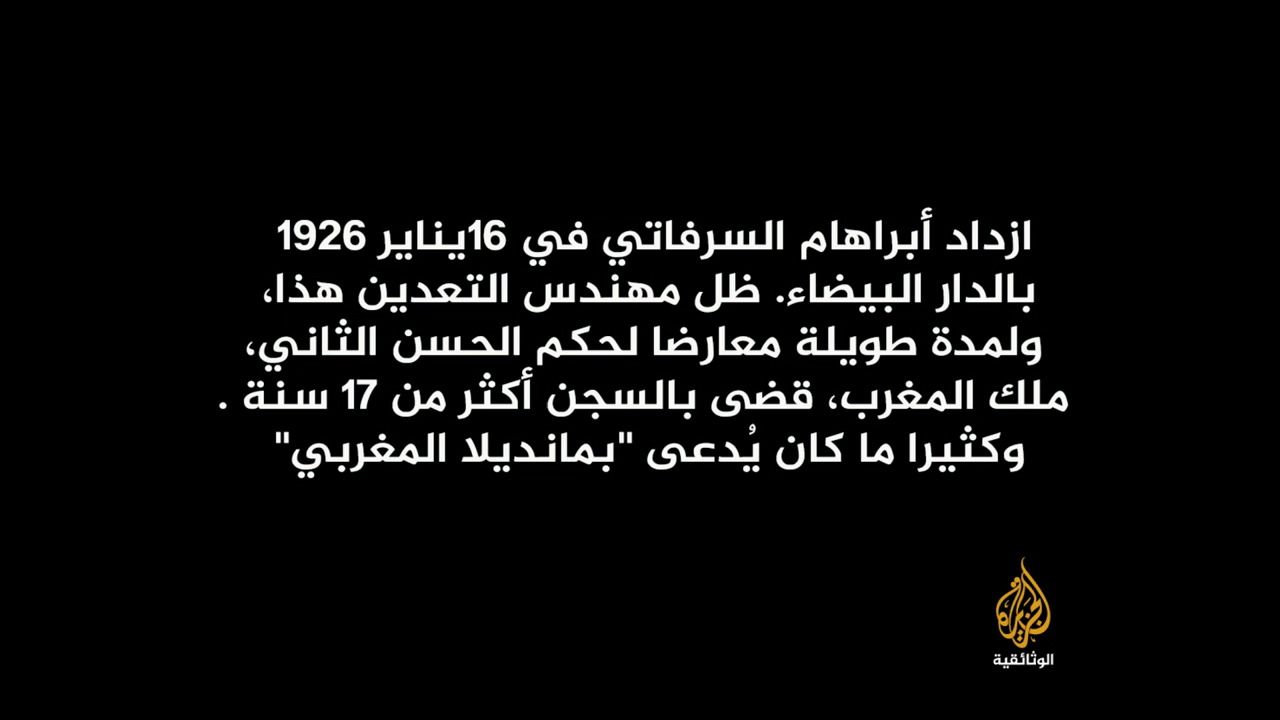 ازداد أبراهام السرفاتي في 16يناير 1926
بالدار البيضاء. ظل مهندس التعدين هذا،
ولمدة طويلة معارضا لحكم الحسن الثاني،
ملك المغرب، قضى بالسجن أكثر من 17 سنة .
وكثيرا ما كان يُدعى "بمانديلا المغربي"
الجزيرة
الوثائقية